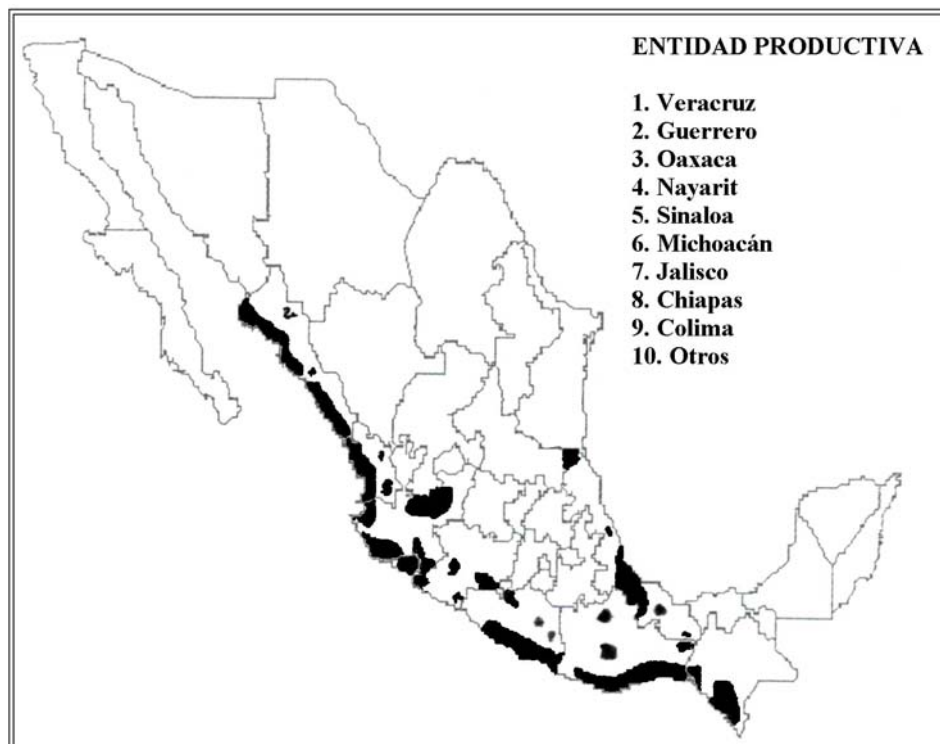 ENTIDAD PRODUCTIVA
1. Veracruz
2. Guerrero
3. Oaxaca
4. Nayarit
5. Sinaloa
6. Michoacán
7. Jalisco
8. Chiapas
9. Colima
10. Otros